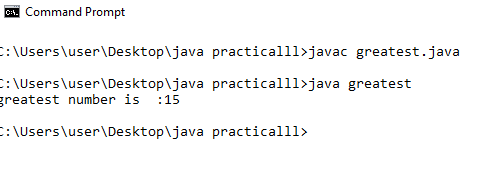 Command Prompt
C:\Users\user\Desktop\java practicalll>javac greatest.java
C:\Users\user\Desktop\java practicalll>java greatest
greatest number is  :15
C:\Users\user\Desktop\java practicalll>